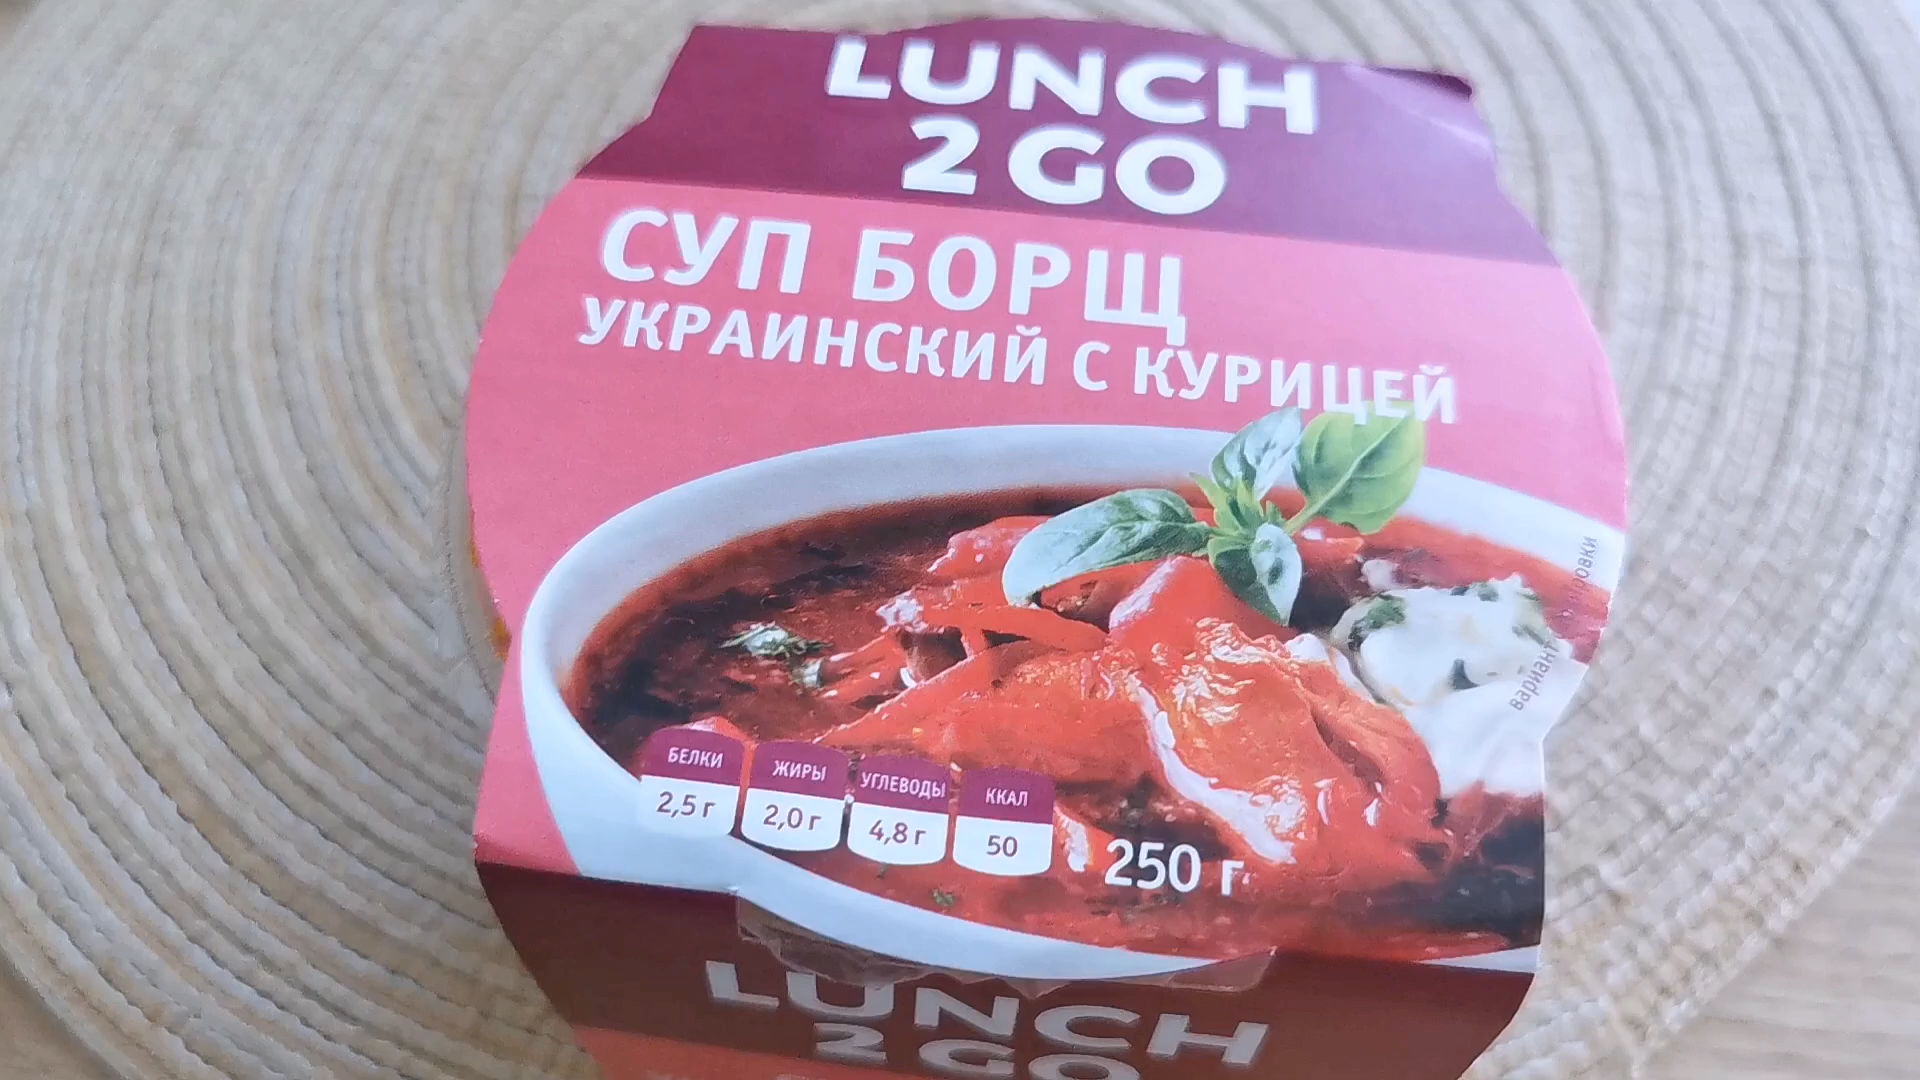 LUNCH
2 GO
СУП БОРЩ
УКРАИНСКИЙ С КУРИЦЕЙ
БЕЛКИ
2,5 г
ЖИРЫ
2,0 г
УГЛЕВОДЫ
4,8 г
ККАЛ
50
250 г
вариант
LUNCH
2 GO